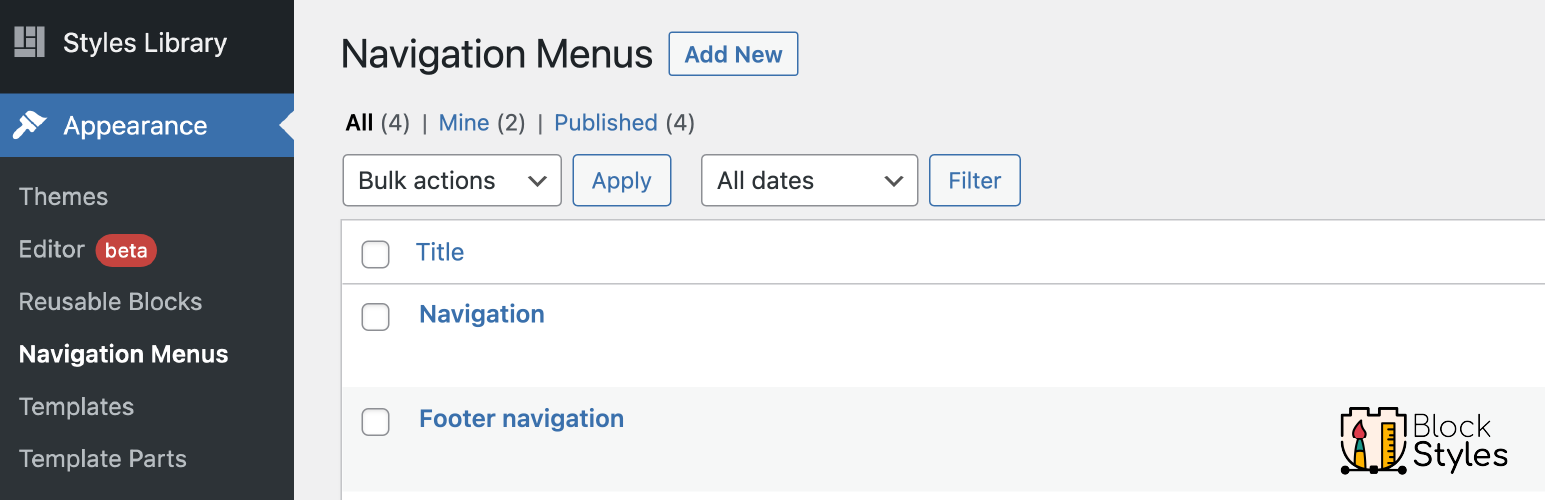 Styles Library
Appearance
Themes
Editor beta
Reusable Blocks
Navigation Menus
Templates
Template Parts
Navigation Menus Add New
All (4) | Mine (2) | Published (4)
Bulk actions Apply All dates Filter
Title
Navigation
Footer navigation
Block
Styles